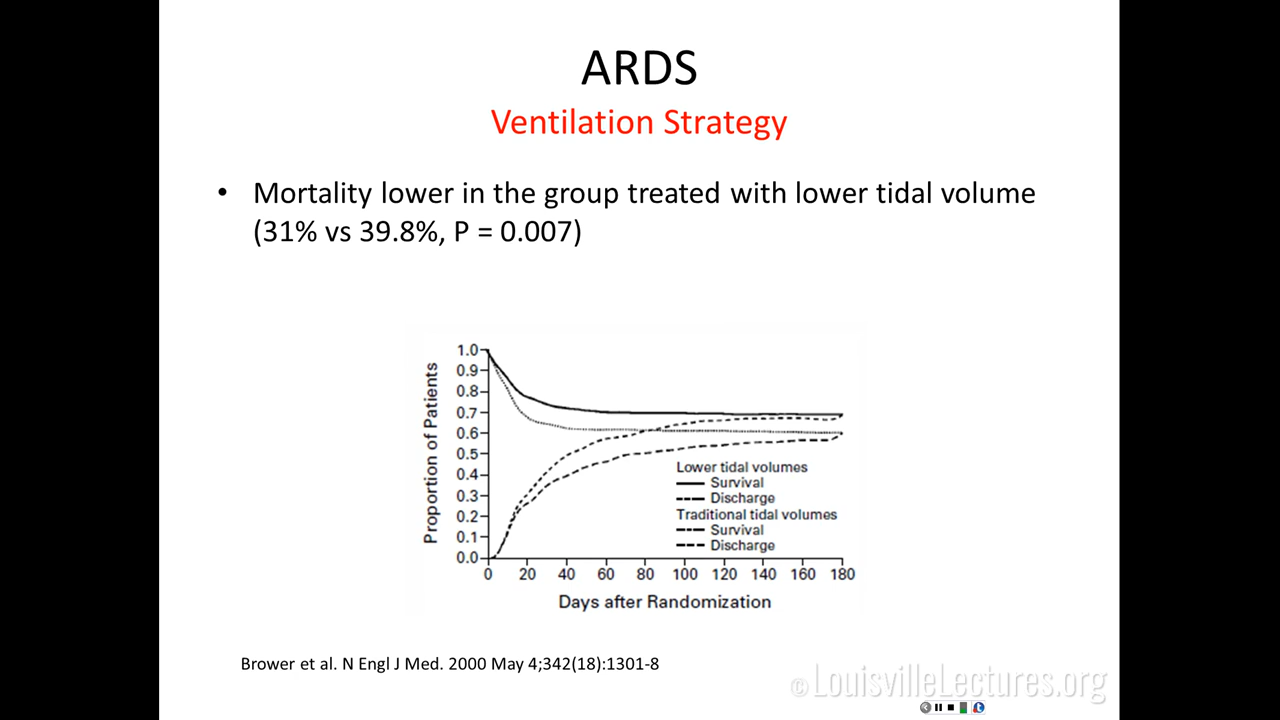 ARDS
Ventilation Strategy
• Mortality lower in the group treated with lower tidal volume
(31% vs 39.8%, P = 0.007)
Proportion of Patients
1.0
0.9
0.8
0.7
0.6
0.5
0.4
0.3
0.2
0.1
0.0
Lower tidal volumes
Survival
Discharge
Traditional tidal volumes
Survival
Discharge
0 20 40 60 80 100 120 140 160 180
Days after Randomization
Brower et al. N Engl J Med. 2000 May 4;342(18):1301-8
©LouisvilleLectures.org